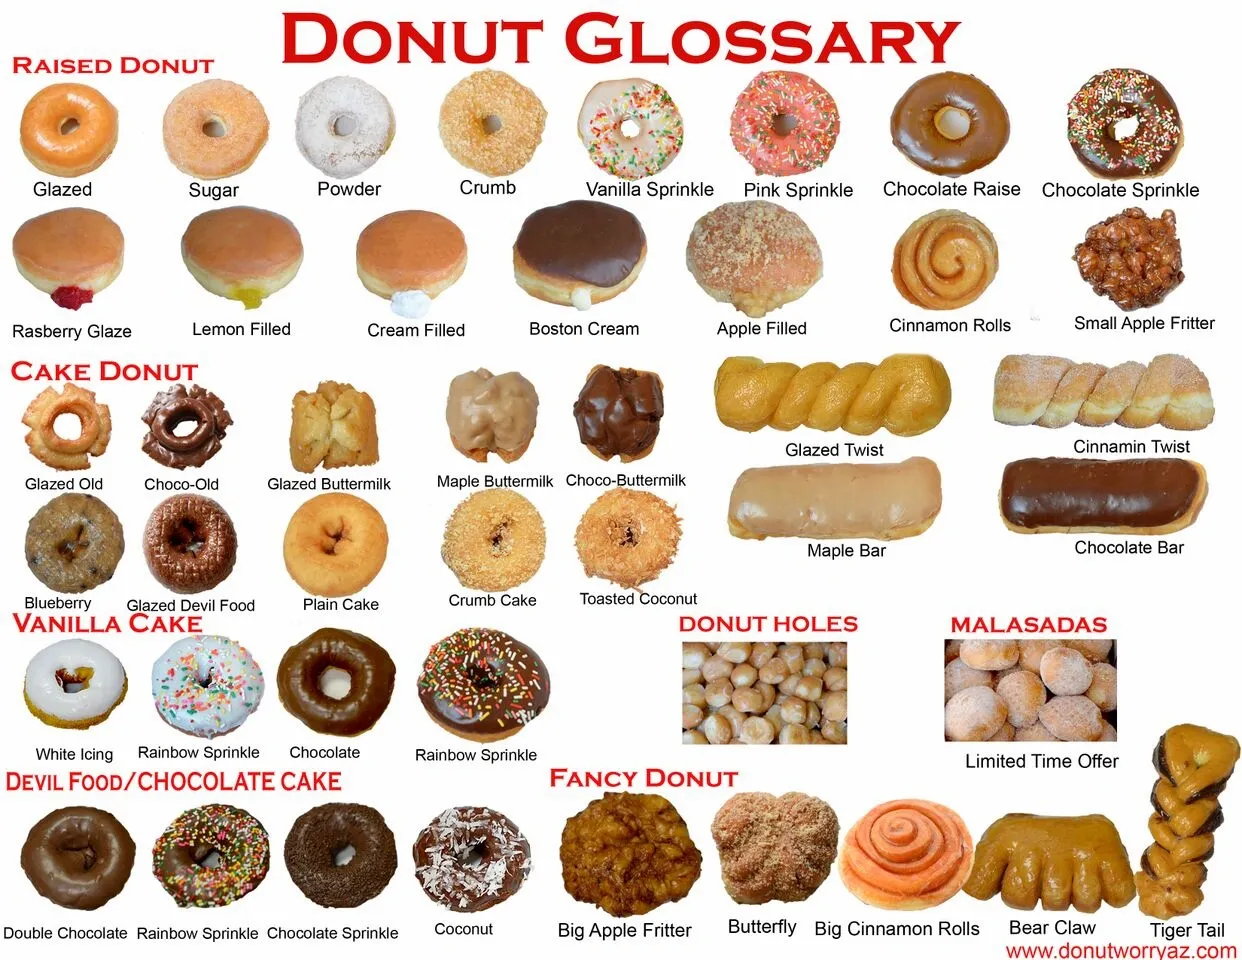 DONUT GLOSSARY
RAISED DONUT
Glazed
Sugar
Powder
Crumb
Vanilla Sprinkle
Pink Sprinkle
Chocolate Raise
Chocolate Sprinkle
Rasberry Glaze
Lemon Filled
Cream Filled
Boston Cream
Apple Filled
Cinnamon Rolls
Small Apple Fritter
CAKE DONUT
Glazed Old
Choco-Old
Glazed Buttermilk
Maple Buttermilk
Choco-Buttermilk
Glazed Twist
Cinnamin Twist
Blueberry
Glazed Devil Food
Plain Cake
Crumb Cake
Toasted Coconut
Maple Bar
Chocolate Bar
VANILLA CAKE
White Icing
Rainbow Sprinkle
Chocolate
Rainbow Sprinkle
DONUT HOLES
MALASADAS
Limited Time Offer
DEVIL FOOD/CHOCOLATE CAKE
Double Chocolate
Rainbow Sprinkle
Chocolate Sprinkle
Coconut
FANCY DONUT
Big Apple Fritter
Butterfly
Big Cinnamon Rolls
Bear Claw
Tiger Tail
www.donutworryaz.com